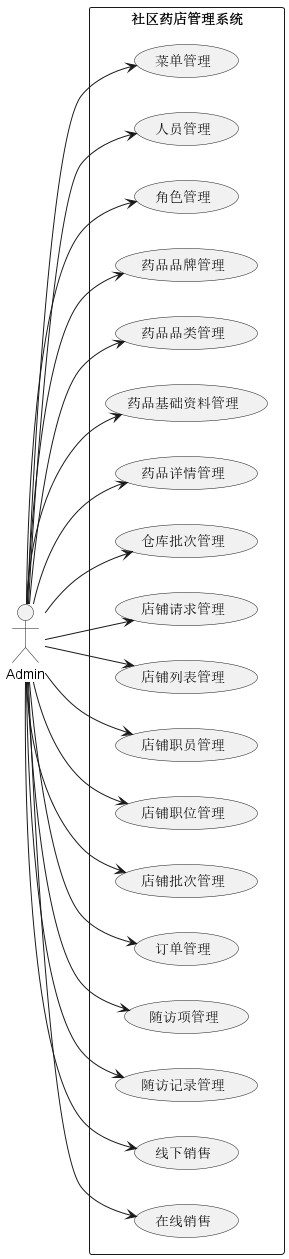 社区药店管理系统
菜单管理
人员管理
角色管理
药品品牌管理
药品品类管理
药品基础资料管理
药品详情管理
仓库批次管理
店铺请求管理
店铺列表管理
Admin
店铺职员管理
店铺职位管理
店铺批次管理
订单管理
随访项管理
随访记录管理
线下销售
在线销售